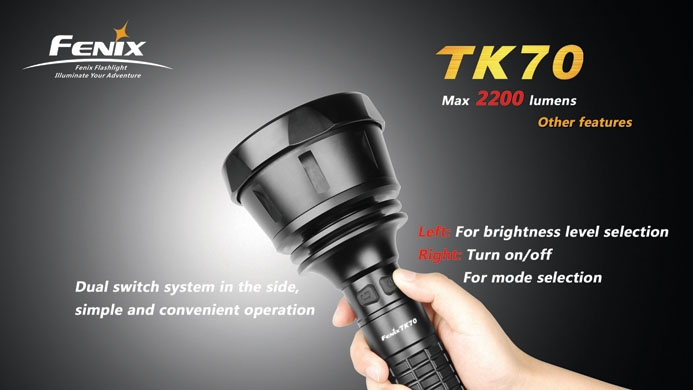 FENIX
Fenix Flashlight
Illuminate Your Adventure
TK70
Max 2200 lumens
Other features
Left: For brightness level selection
Right: Turn on/off
For mode selection
Dual switch system in the side,
simple and convenient operation
Fenix TK70